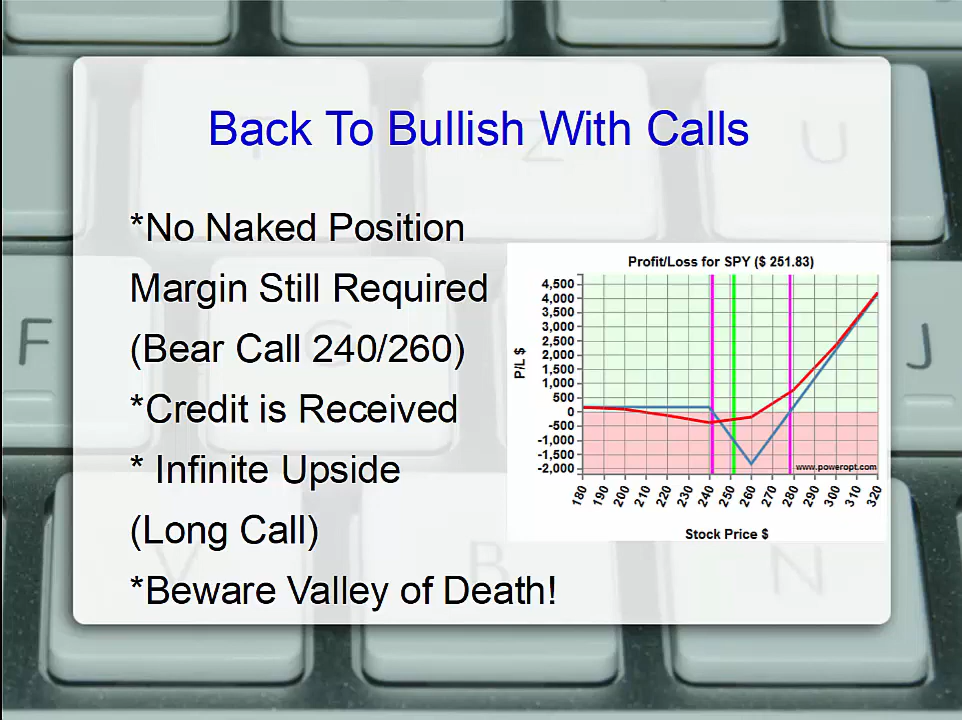 Back To Bullish With Calls
*No Naked Position
Margin Still Required
(Bear Call 240/260)
*Credit is Received
* Infinite Upside
(Long Call)
*Beware Valley of Death!
Profit/Loss for SPY ($ 251.83)
P/L $
4,500
4,000
3,500
3,000
2,500
2,000
1,500
1,000
500
0
-500
-1,000
-1,500
-2,000
www.poweropt.com
180 190 200 210 220 230 240 250 260 270 280 290 300 310 320
Stock Price $
Z
U
F
G
J
V
B
N